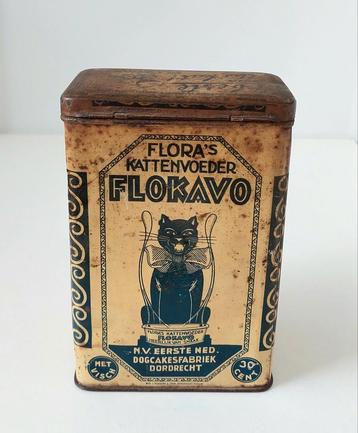 FLORA'S
KATTENVOEDER
FLOKAVO
FLORA'S KATTENVOEDER
FLOKAVO
MET
VISCH
N.V. EERSTE NED.
DOGCAKESFABRIEK
DORDRECHT
30
CENT